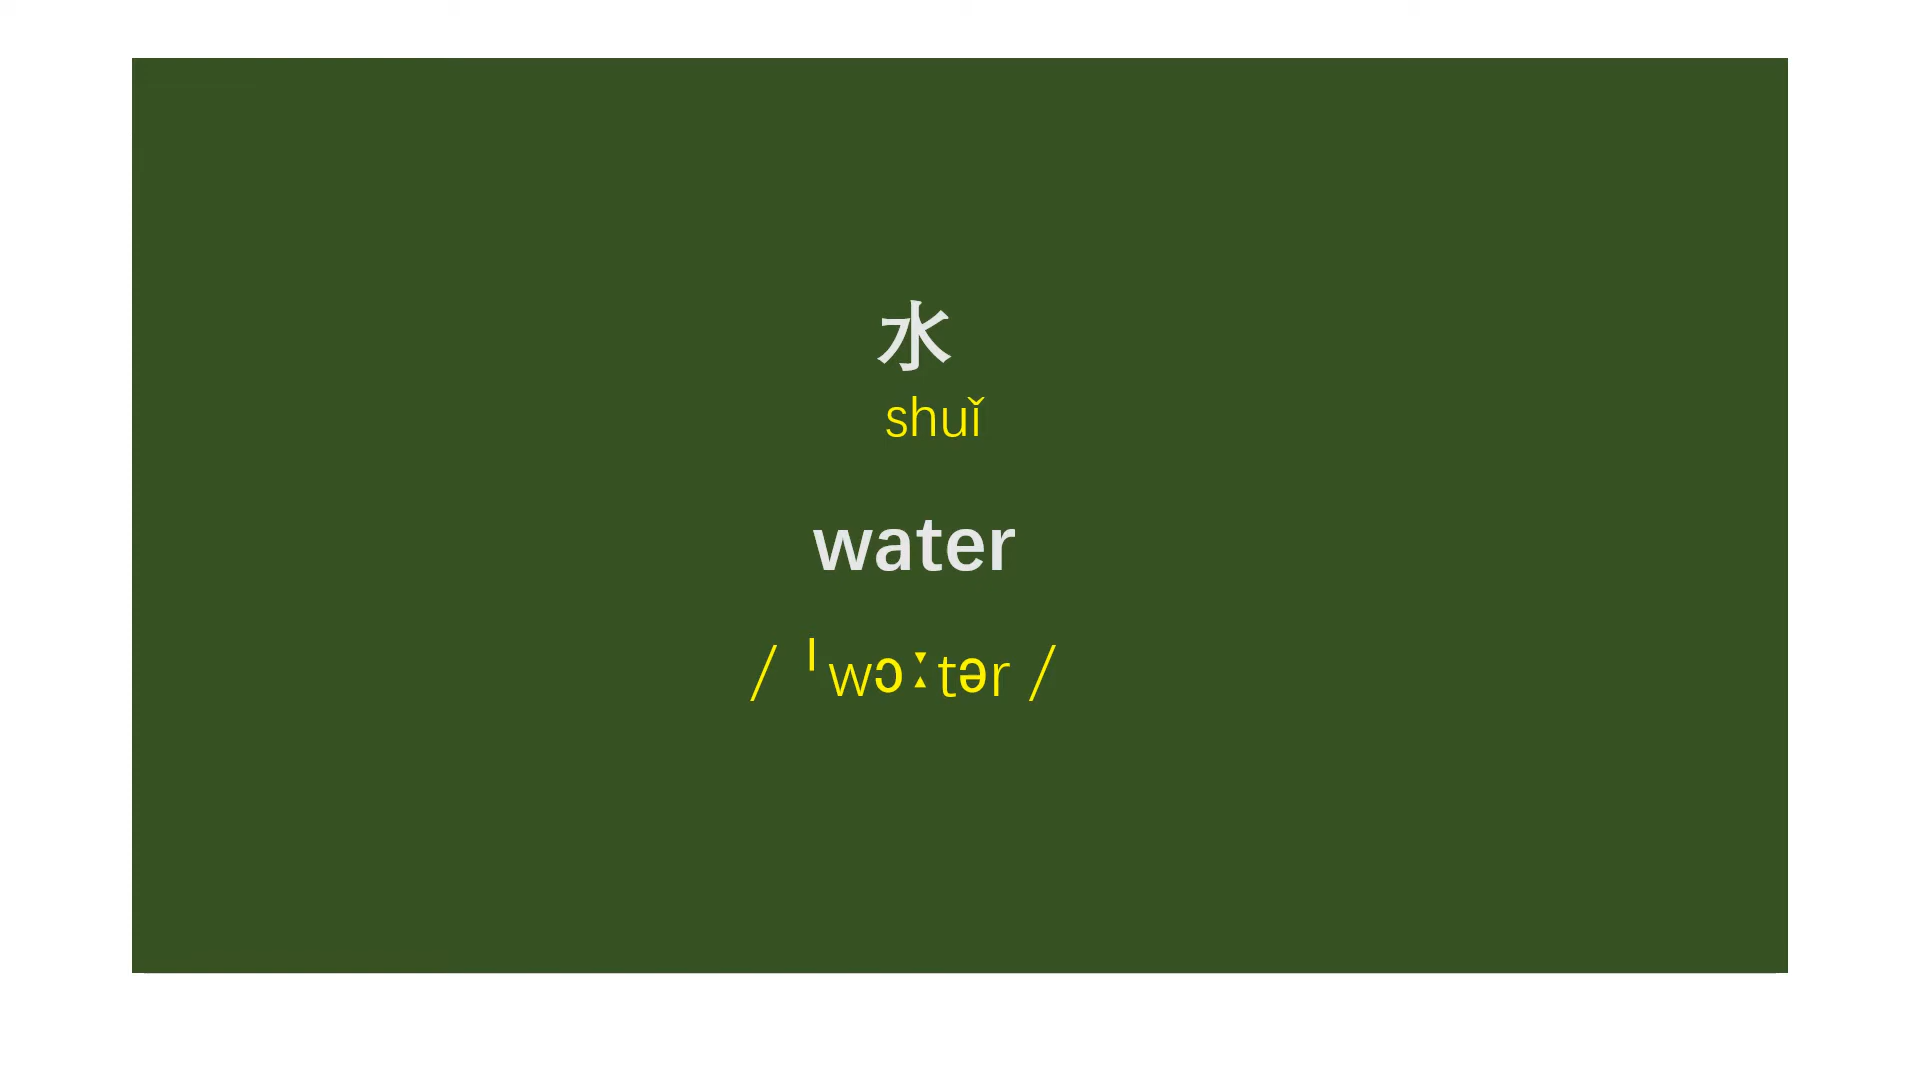 水
shuǐ
water
/ ˈwɔːtər /